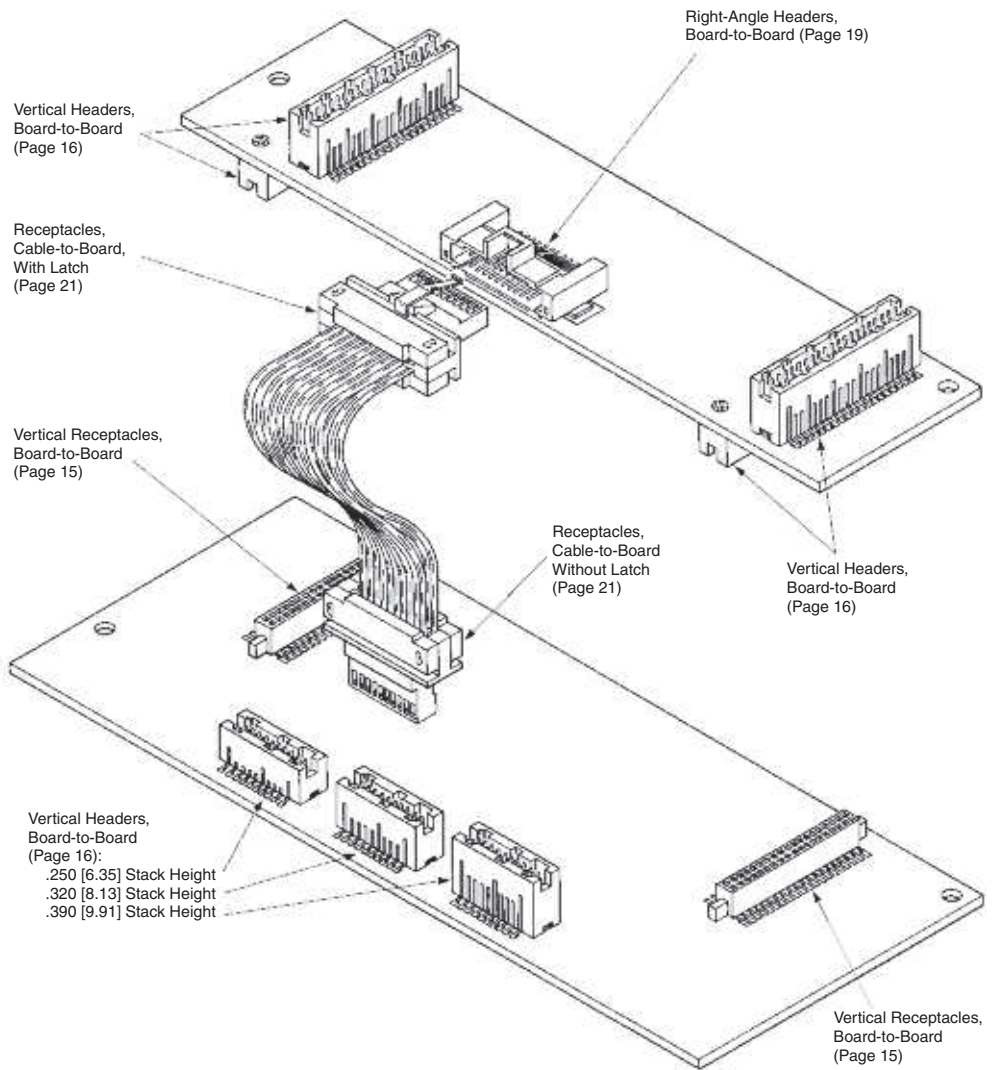 Right-Angle Headers,
Board-to-Board (Page 19)
Vertical Headers,
Board-to-Board
(Page 16)
Receptacles,
Cable-to-Board,
With Latch
(Page 21)
Vertical Receptacles,
Board-to-Board
(Page 15)
Receptacles,
Cable-to-Board
Without Latch
(Page 21)
Vertical Headers,
Board-to-Board
(Page 16)
Vertical Headers,
Board-to-Board
(Page 16):
.250 [6.35] Stack Height
.320 [8.13] Stack Height
.390 [9.91] Stack Height
Vertical Receptacles,
Board-to-Board
(Page 15)